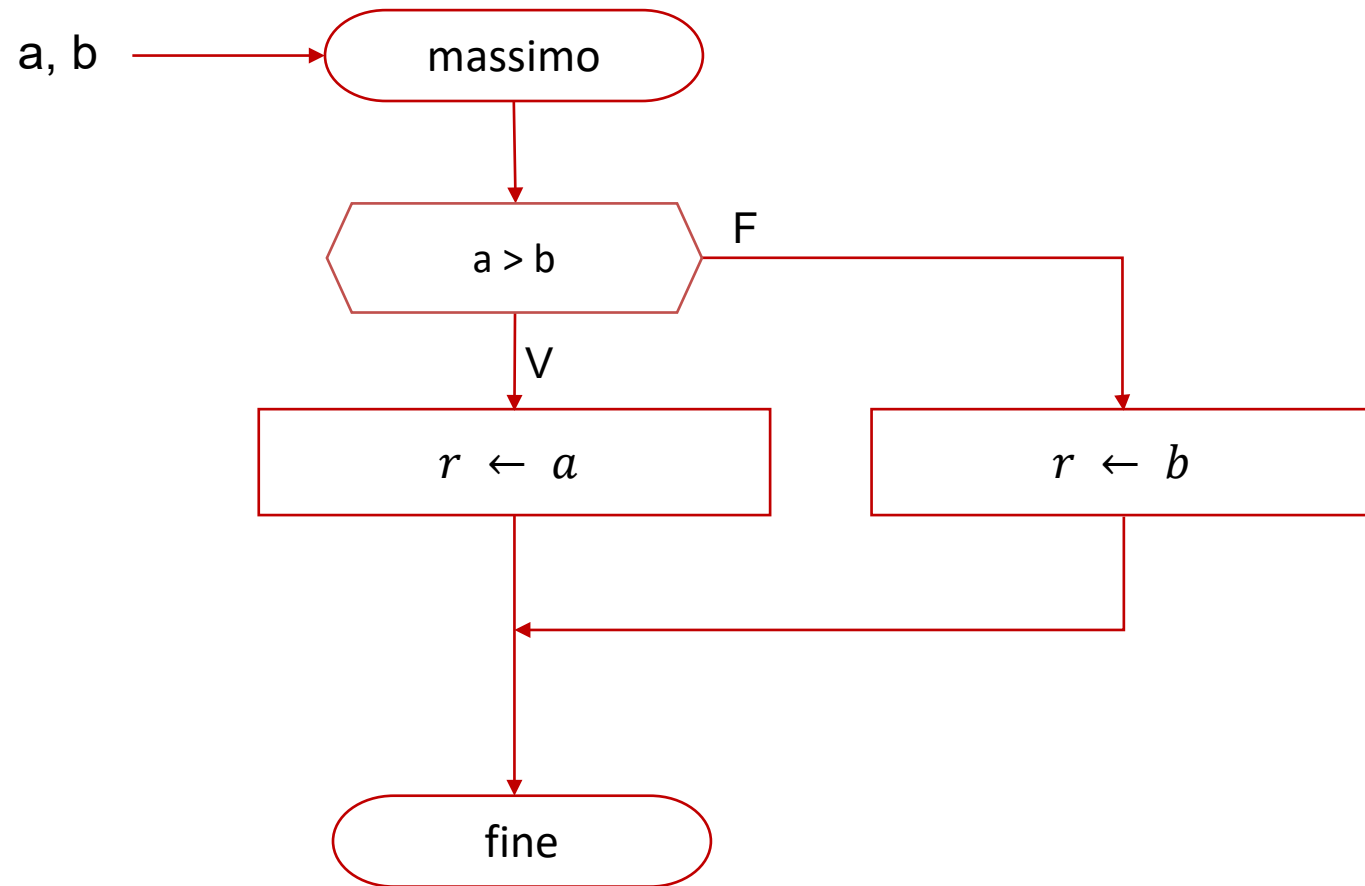 a, b
massimo
a > b
F
V
r ← a
r ← b
fine